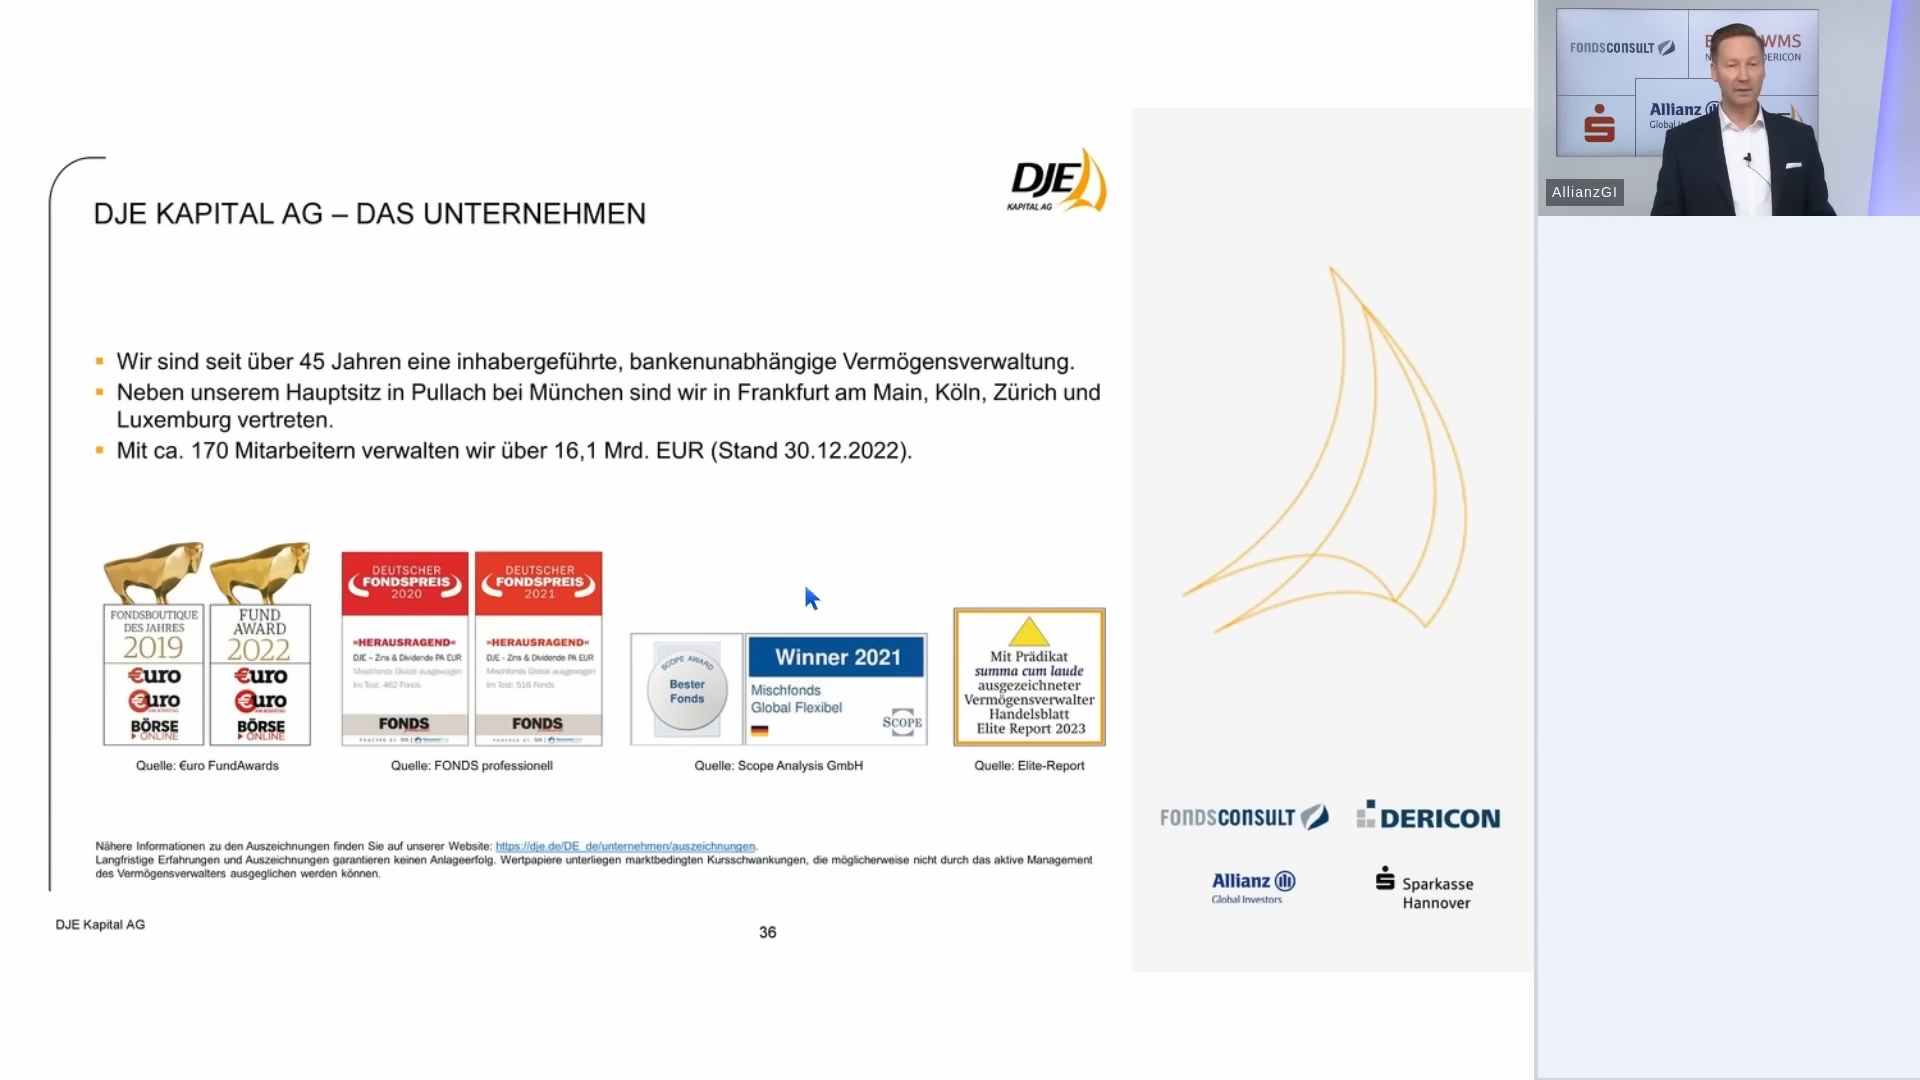 DJE
KAPITAL AG
DJE KAPITAL AG – DAS UNTERNEHMEN
Wir sind seit über 45 Jahren eine inhabergeführte, bankenunabhängige Vermögensverwaltung.
Neben unserem Hauptsitz in Pullach bei München sind wir in Frankfurt am Main, Köln, Zürich und
Luxemburg vertreten.
Mit ca. 170 Mitarbeitern verwalten wir über 16,1 Mrd. EUR (Stand 30.12.2022).
FONDSBOUTIQUE
DES JAHRES
2019
€uro
€uro
BÖRSE
ONLINE
FUND
AWARD
2022
€uro
€uro
BÖRSE
ONLINE
DEUTSCHER
FONDSPREIS
2020
»HERAUSRAGEND«
DJE – Zins & Dividende PA EUR
Mischfonds Global ausgewogen
Im Test: 462 Fonds
FONDS
DEUTSCHER
FONDSPREIS
2021
»HERAUSRAGEND«
DJE - Zins & Dividende PA EUR
Mischfonds Global ausgewogen
Im Test: 516 Fonds
FONDS
SCOPE AWARD
Bester
Fonds
Winner 2021
Mischfonds
Global Flexibel
SCOPE
Mit Prädikat
summa cum laude
ausgezeichneter
Vermögensverwalter
Handelsblatt
Elite Report 2023
Quelle: €uro FundAwards
Quelle: FONDS professionell
Quelle: Scope Analysis GmbH
Quelle: Elite-Report
Nähere Informationen zu den Auszeichnungen finden Sie auf unserer Website: https://dje.de/DE_de/unternehmen/auszeichnungen.
Langfristige Erfahrungen und Auszeichnungen garantieren keinen Anlageerfolg. Wertpapiere unterliegen marktbedingten Kursschwankungen, die möglicherweise nicht durch das aktive Management
des Vermögensverwalters ausgeglichen werden können.
DJE Kapital AG
36
FONDSCONSULT
DERICON
Allianz
Global Investors
Sparkasse
Hannover
FONDSCONSULT
WMS
DERICON
Allianz
Global
AllianzGI